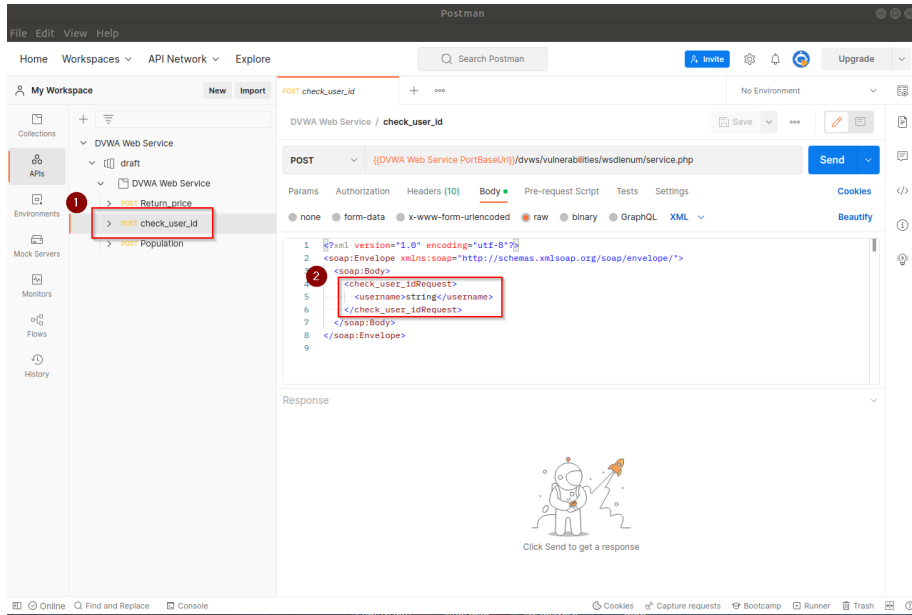 Postman
File Edit View Help
Home Workspaces API Network Explore Search Postman Invite Upgrade
My Workspace New Import POST check_user_id No Environment
Collections
APIs
Environments
Mock Servers
Monitors
Flows
History
DVWA Web Service
draft
DVWA Web Service
1
POST Return_price
POST check_user_id
POST Population
DVWA Web Service / check_user_id Save
POST {{DVWA Web Service PortBaseUrl}}/dvws/vulnerabilities/wsdlenum/service.php Send
Params Authorization Headers (10) Body Pre-request Script Tests Settings Cookies
none form-data x-www-form-urlencoded raw binary GraphQL XML Beautify
1 <?xml version="1.0" encoding="utf-8"?>
2 <soap:Envelope xmlns:soap="http://schemas.xmlsoap.org/soap/envelope/">
3 <soap:Body>
2
4 <check_user_idRequest>
5 <username>string</username>
6 </check_user_idRequest>
7 </soap:Body>
8 </soap:Envelope>
9
Response
Click Send to get a response
Online Find and Replace Console Cookies Capture requests Bootcamp Runner Trash